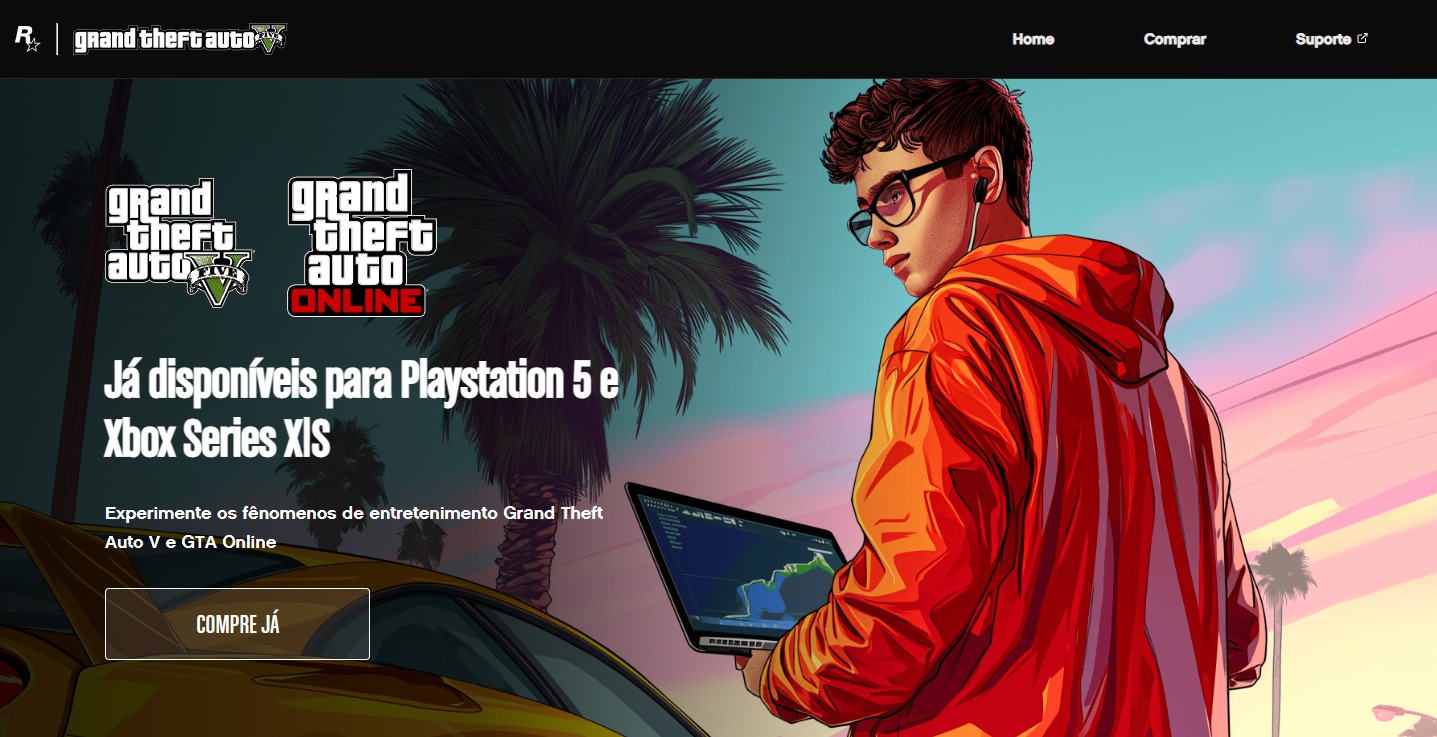 R
grand theft auto V
FIVE
Home
Comprar
Suporte
grand
theft
auto
V
FIVE
grand
theft
auto
ONLINE
Já disponíveis para Playstation 5 e
Xbox Series X|S
Experimente os fênomenos de entretenimento Grand Theft
Auto V e GTA Online
COMPRE JÁ